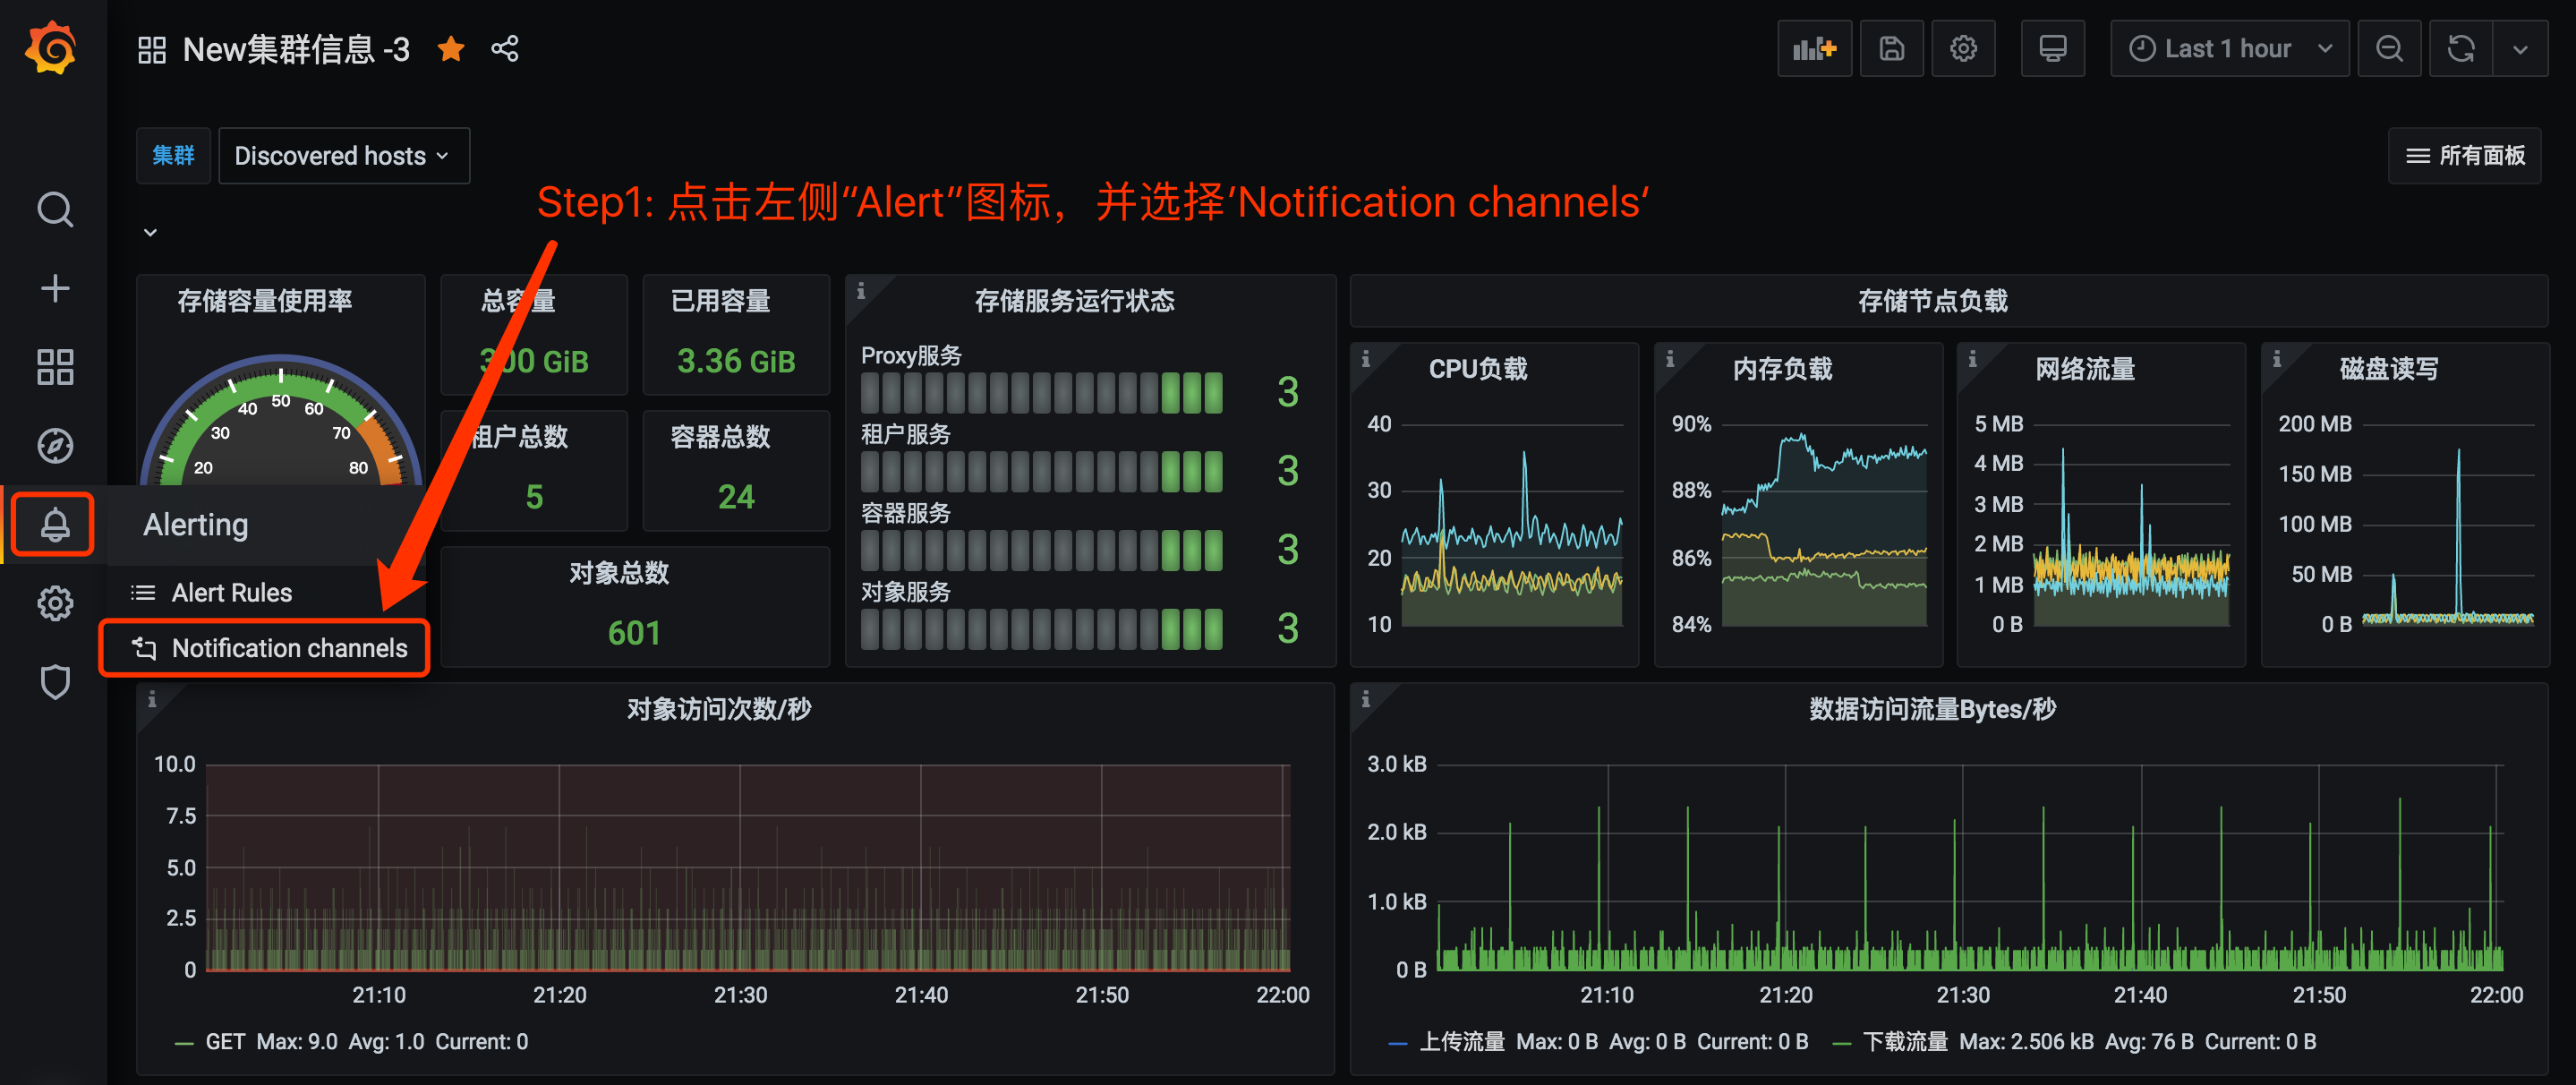 New集群信息 -3
Last 1 hour
集群
Discovered hosts
所有面板
Step1: 点击左侧“Alert”图标，并选择‘Notification channels‘
存储容量使用率
20
30
40
50
60
70
80
总容量
300 GiB
已用容量
3.36 GiB
租户总数
5
容器总数
24
对象总数
601
存储服务运行状态
Proxy服务
3
租户服务
3
容器服务
3
对象服务
3
存储节点负载
CPU负载
40
30
20
10
内存负载
90%
88%
86%
84%
网络流量
5 MB
4 MB
3 MB
2 MB
1 MB
0 B
磁盘读写
200 MB
150 MB
100 MB
50 MB
0 B
Alerting
Alert Rules
Notification channels
对象访问次数/秒
10.0
7.5
5.0
2.5
0
21:10 21:20 21:30 21:40 21:50 22:00
GET Max: 9.0 Avg: 1.0 Current: 0
数据访问流量Bytes/秒
3.0 kB
2.0 kB
1.0 kB
0 B
21:10 21:20 21:30 21:40 21:50 22:00
上传流量 Max: 0 B Avg: 0 B Current: 0 B 下载流量 Max: 2.506 kB Avg: 76 B Current: 0 B